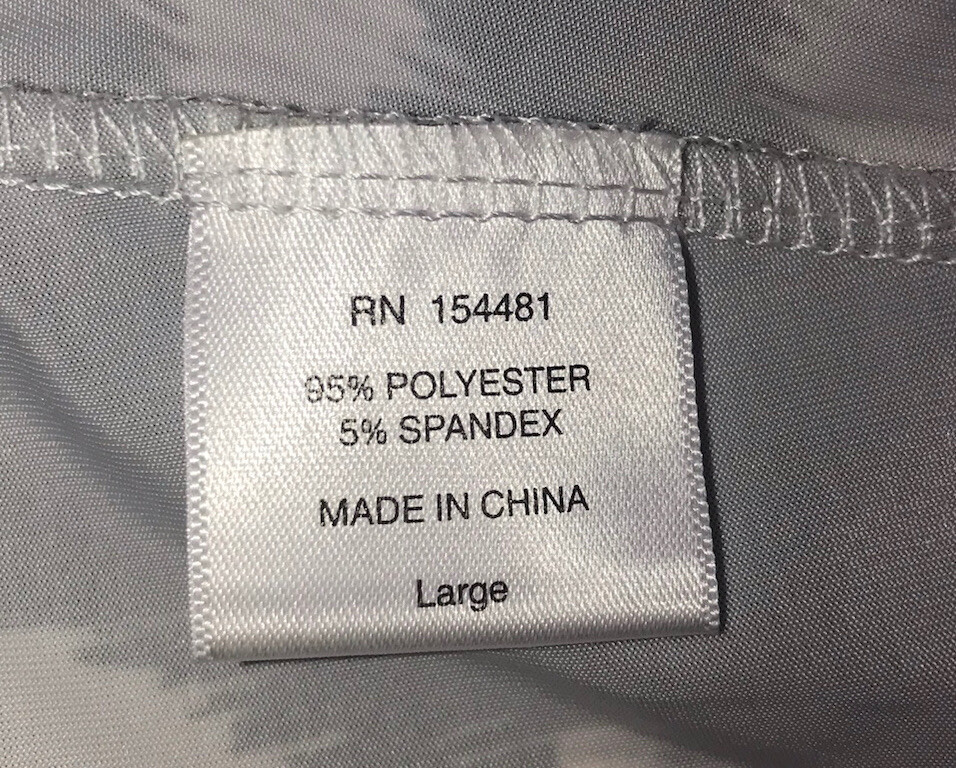 RN 154481
95% POLYESTER
5% SPANDEX
MADE IN CHINA
Large